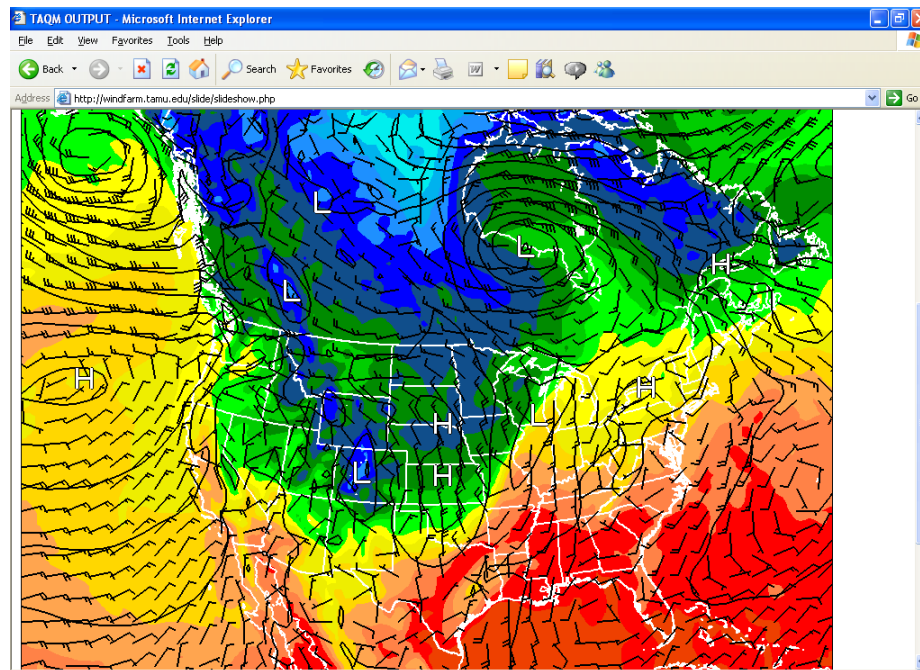 TAQM OUTPUT - Microsoft Internet Explorer
File Edit View Favorites Tools Help
Back Search Favorites W
Address http://windfarm.tamu.edu/slide/slideshow.php Go
L
L
H
L
H
H
L
H
L H